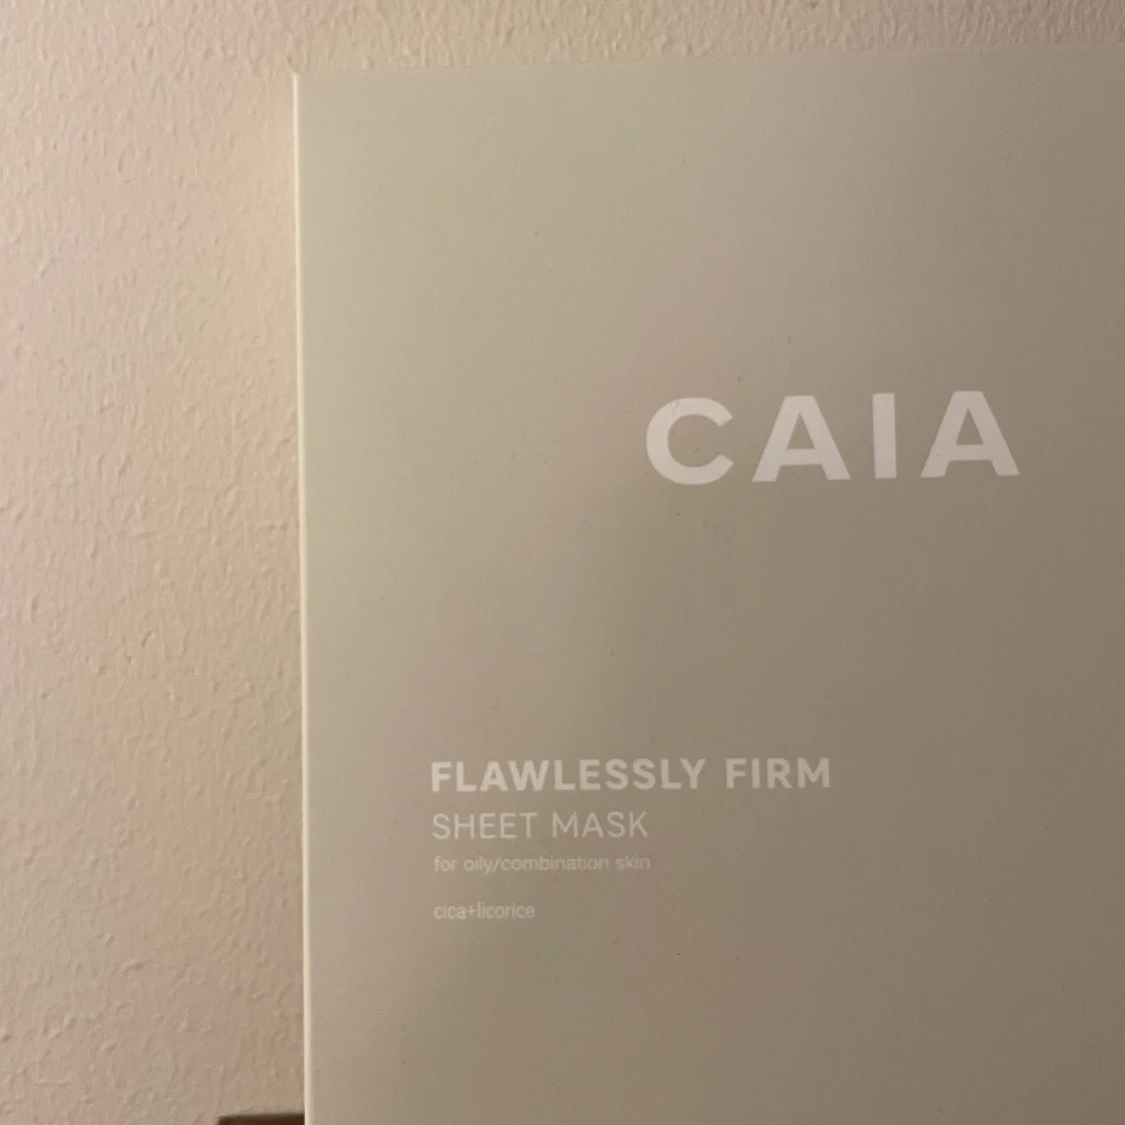 CAIA
FLAWLESSLY FIRM
SHEET MASK
for oily/combination skin
cica+licorice